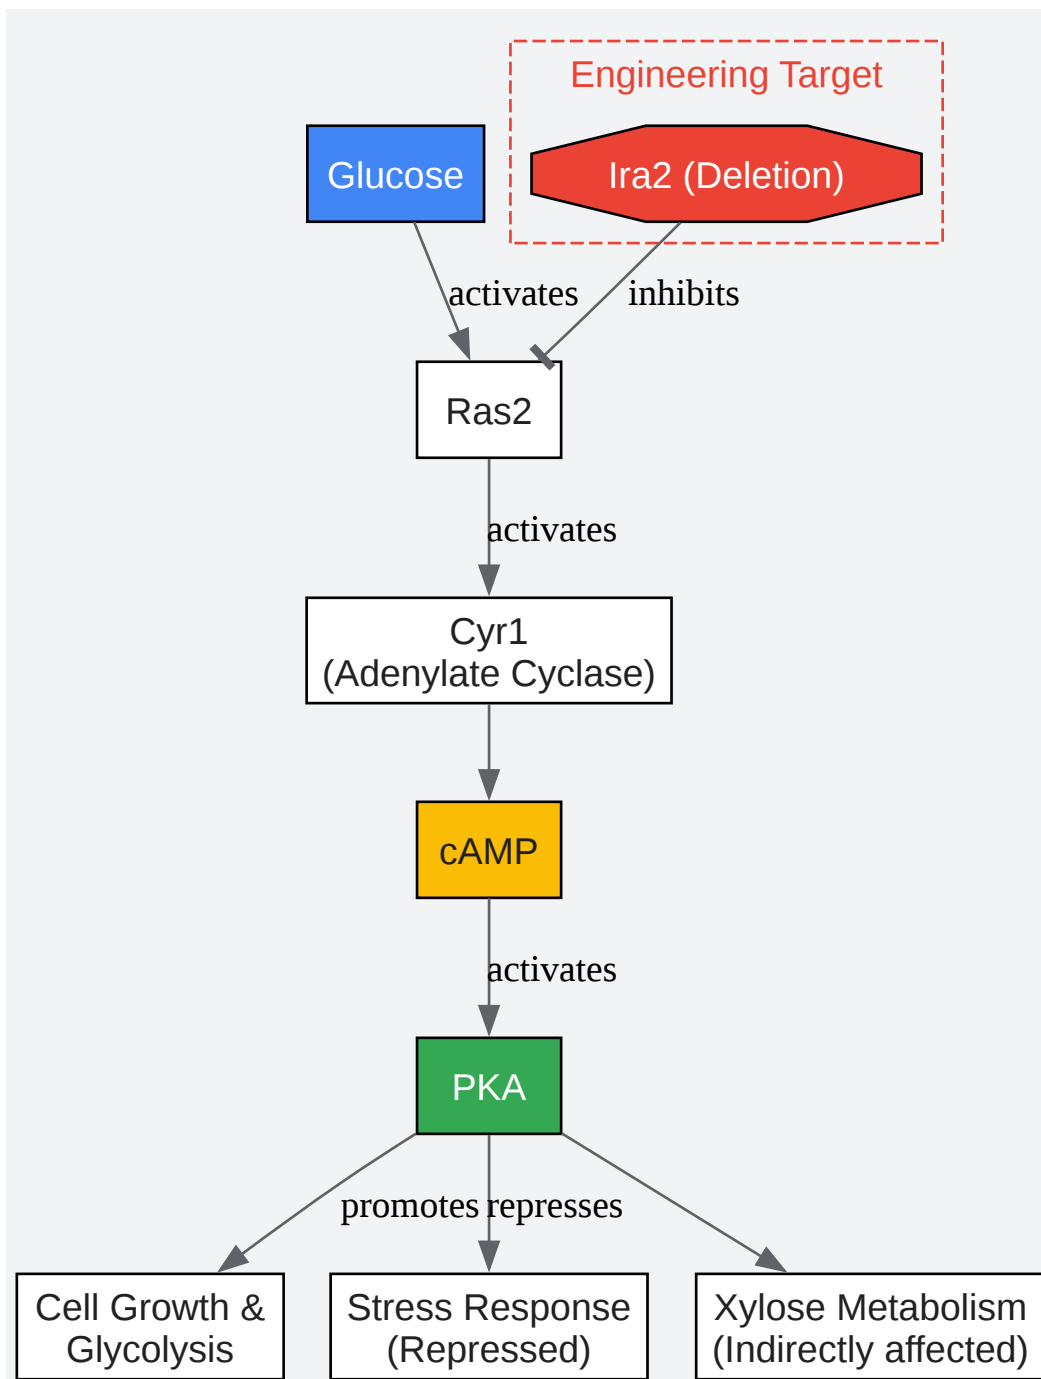 Engineering Target
Glucose
Ira2 (Deletion)
activates
inhibits
Ras2
activates
Cyr1
(Adenylate Cyclase)
cAMP
activates
PKA
promotes
represses
Cell Growth &
Glycolysis
Stress Response
(Repressed)
Xylose Metabolism
(Indirectly affected)